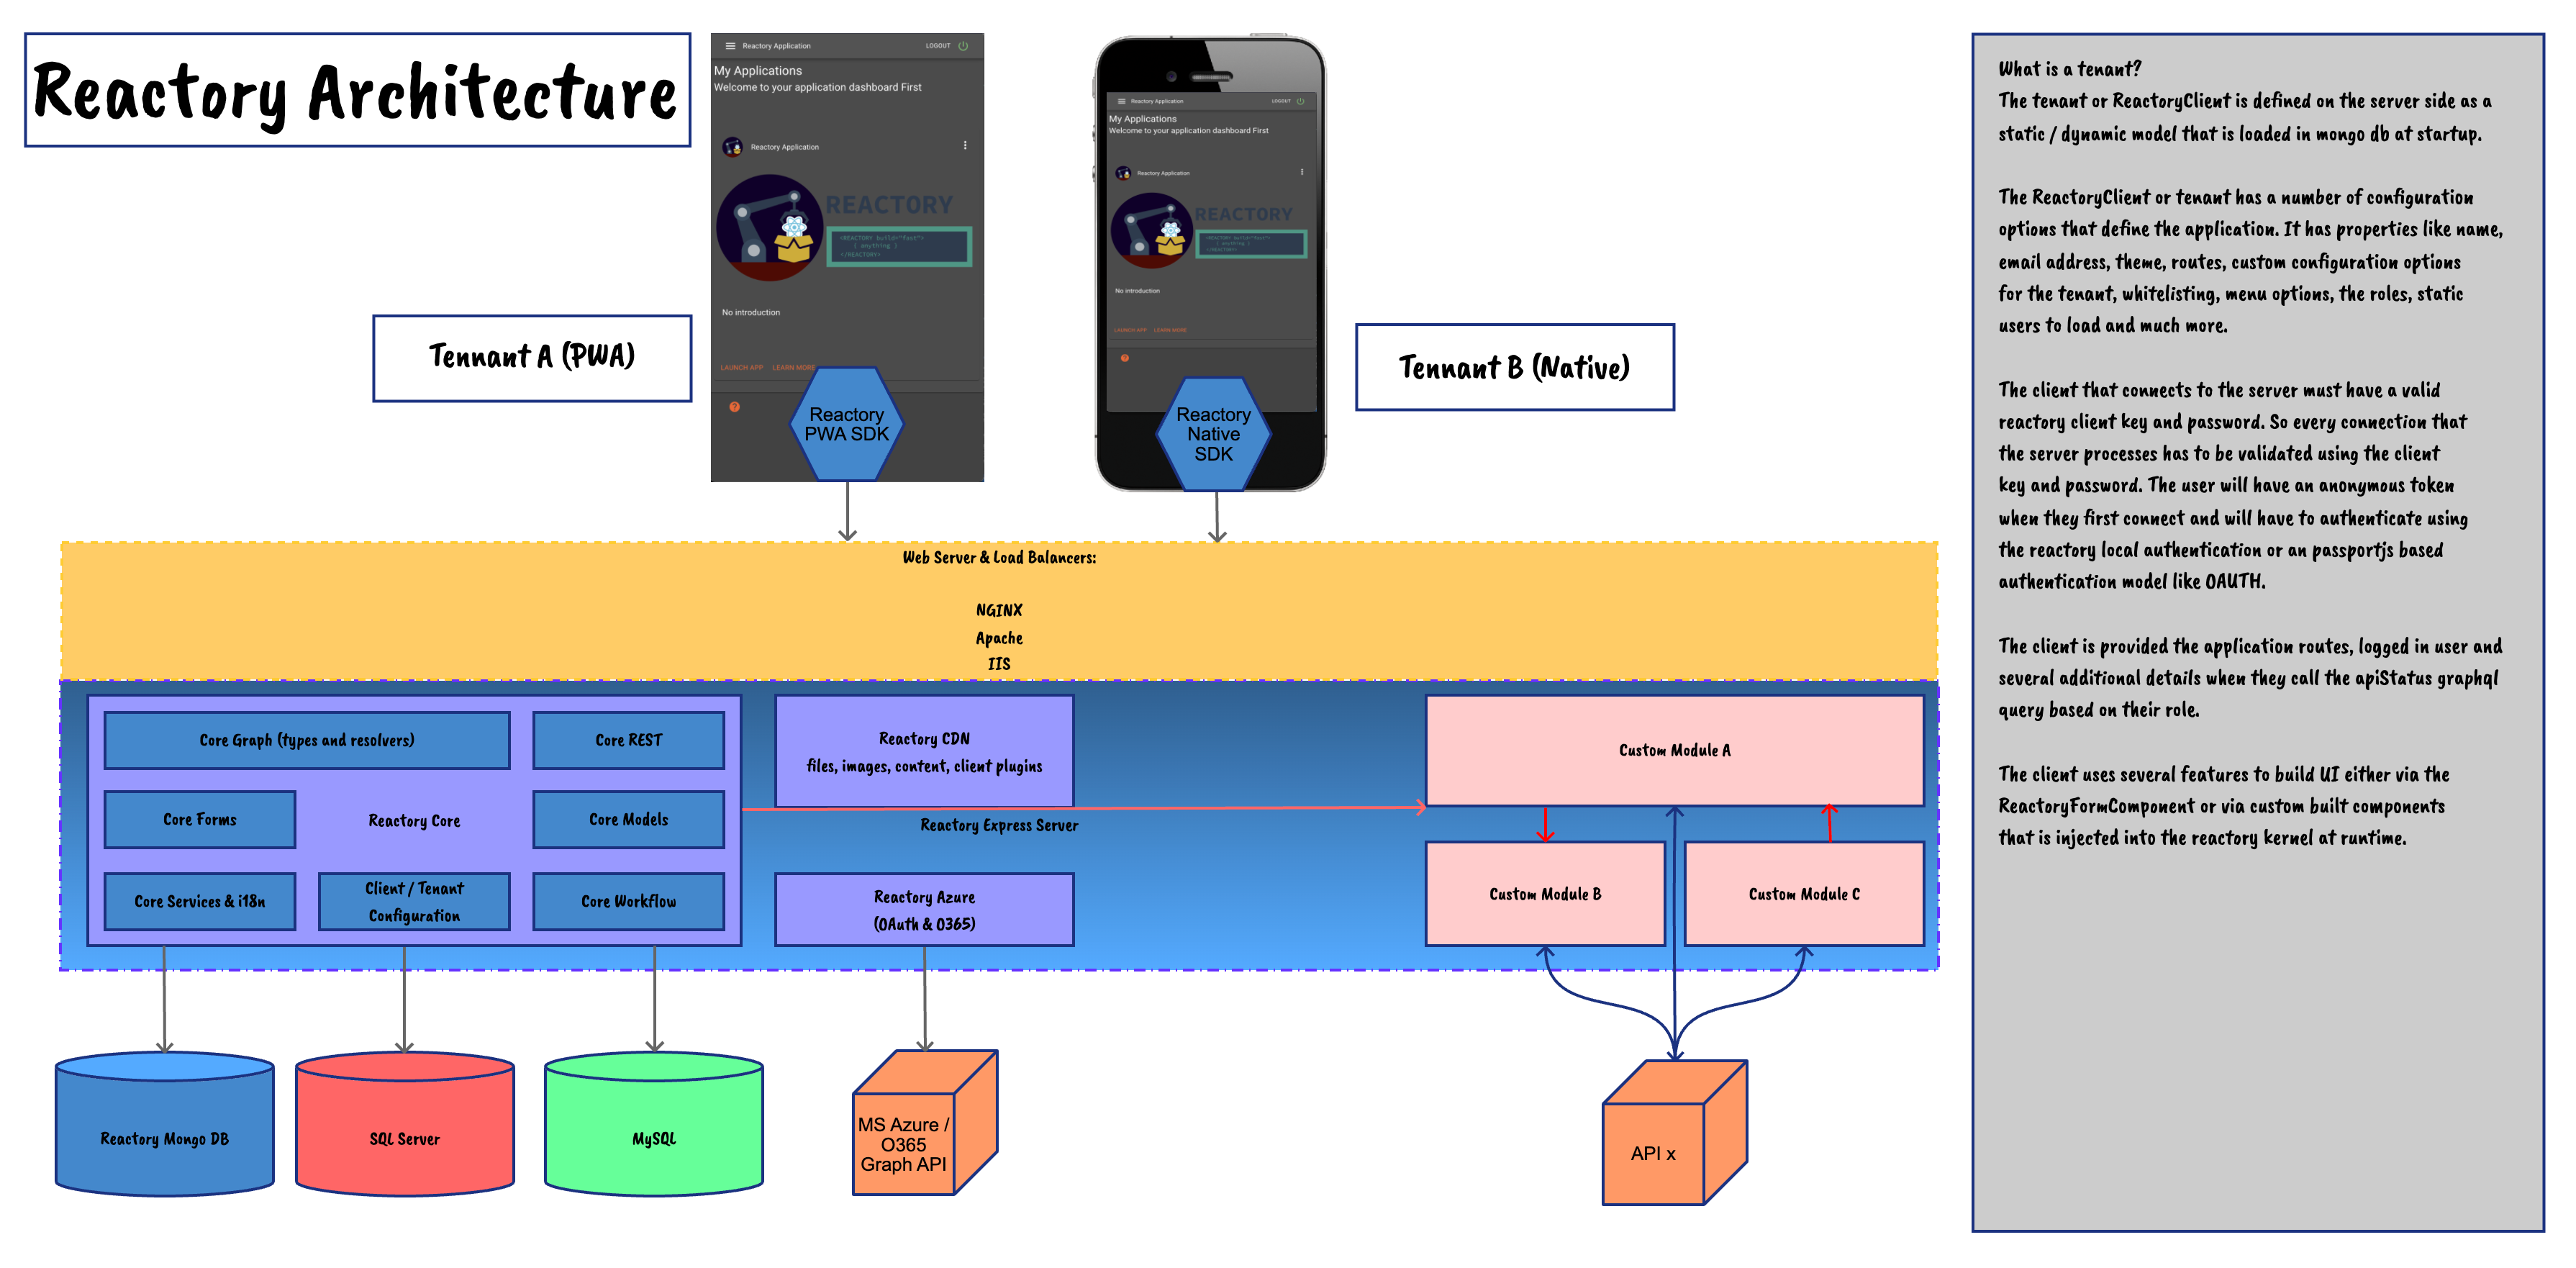 Reactory Architecture
Reactory Application
LOGOUT
My Applications
Welcome to your application dashboard First
Reactory Application
REACTORY
<REACTORY build="fast">
{ anything }
</REACTORY>
No introduction
LAUNCH APP LEARN MORE
?
Reactory
PWA SDK
Tennant A (PWA)
Reactory Application
LOGOUT
My Applications
Welcome to your application dashboard First
Reactory Application
REACTORY
<REACTORY build="fast">
{ anything }
</REACTORY>
No introduction
LAUNCH APP LEARN MORE
?
Reactory
Native
SDK
Tennant B (Native)
Web Server & Load Balancers:
NGINX
Apache
IIS
Core Graph (types and resolvers)
Core REST
Core Forms
Reactory Core
Core Models
Core Services & i18n
Client / Tenant
Configuration
Core Workflow
Reactory CDN
files, images, content, client plugins
Reactory Express Server
Reactory Azure
(OAuth & O365)
Custom Module A
Custom Module B
Custom Module C
Reactory Mongo DB
SQL Server
MySQL
MS Azure /
O365
Graph API
API x
What is a tenant?
The tenant or ReactoryClient is defined on the server side as a
static / dynamic model that is loaded in mongo db at startup.
The ReactoryClient or tenant has a number of configuration
options that define the application. It has properties like name,
email address, theme, routes, custom configuration options
for the tenant, whitelisting, menu options, the roles, static
users to load and much more.
The client that connects to the server must have a valid
reactory client key and password. So every connection that
the server processes has to be validated using the client
key and password. The user will have an anonymous token
when they first connect and will have to authenticate using
the reactory local authentication or an passportjs based
authentication model like OAUTH.
The client is provided the application routes, logged in user and
several additional details when they call the apiStatus graphql
query based on their role.
The client uses several features to build UI either via the
ReactoryFormComponent or via custom built components
that is injected into the reactory kernel at runtime.